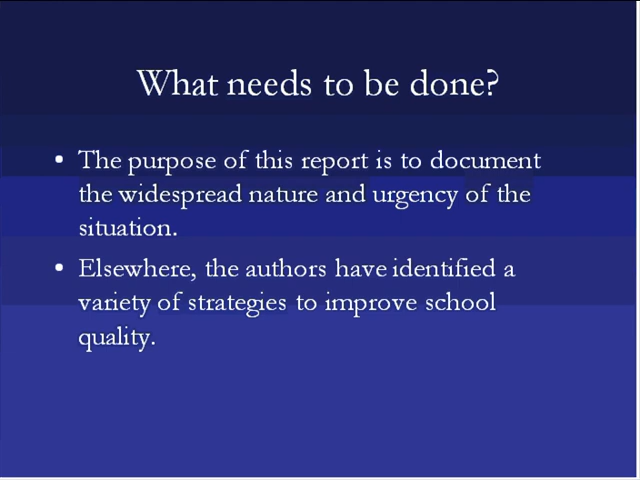 What needs to be done?
• The purpose of this report is to document
the widespread nature and urgency of the
situation.
• Elsewhere, the authors have identified a
variety of strategies to improve school
quality.